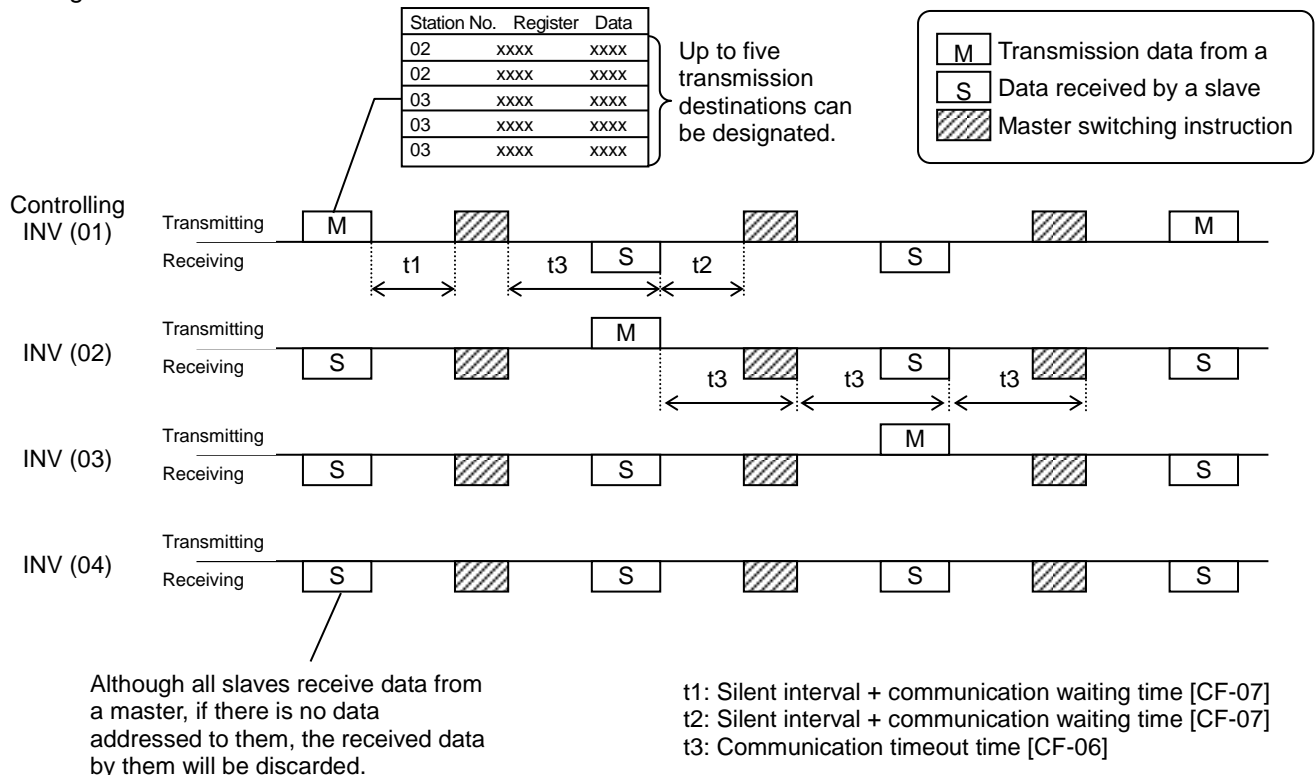 Station No. Register Data
02 xxxx xxxx
02 xxxx xxxx
03 xxxx xxxx
03 xxxx xxxx
03 xxxx xxxx
Up to five
transmission
destinations can
be designated.
M Transmission data from a
S Data received by a slave
Master switching instruction
Controlling
INV (01)
Transmitting
M M
Receiving
t1 t3 S t2 S
INV (02)
Transmitting
M
Receiving
S S S
t3 t3 t3
INV (03)
Transmitting
M
Receiving
S S S
INV (04)
Transmitting
Receiving
S S S S
Although all slaves receive data from
a master, if there is no data
addressed to them, the received data
by them will be discarded.
t1: Silent interval + communication waiting time [CF-07]
t2: Silent interval + communication waiting time [CF-07]
t3: Communication timeout time [CF-06]